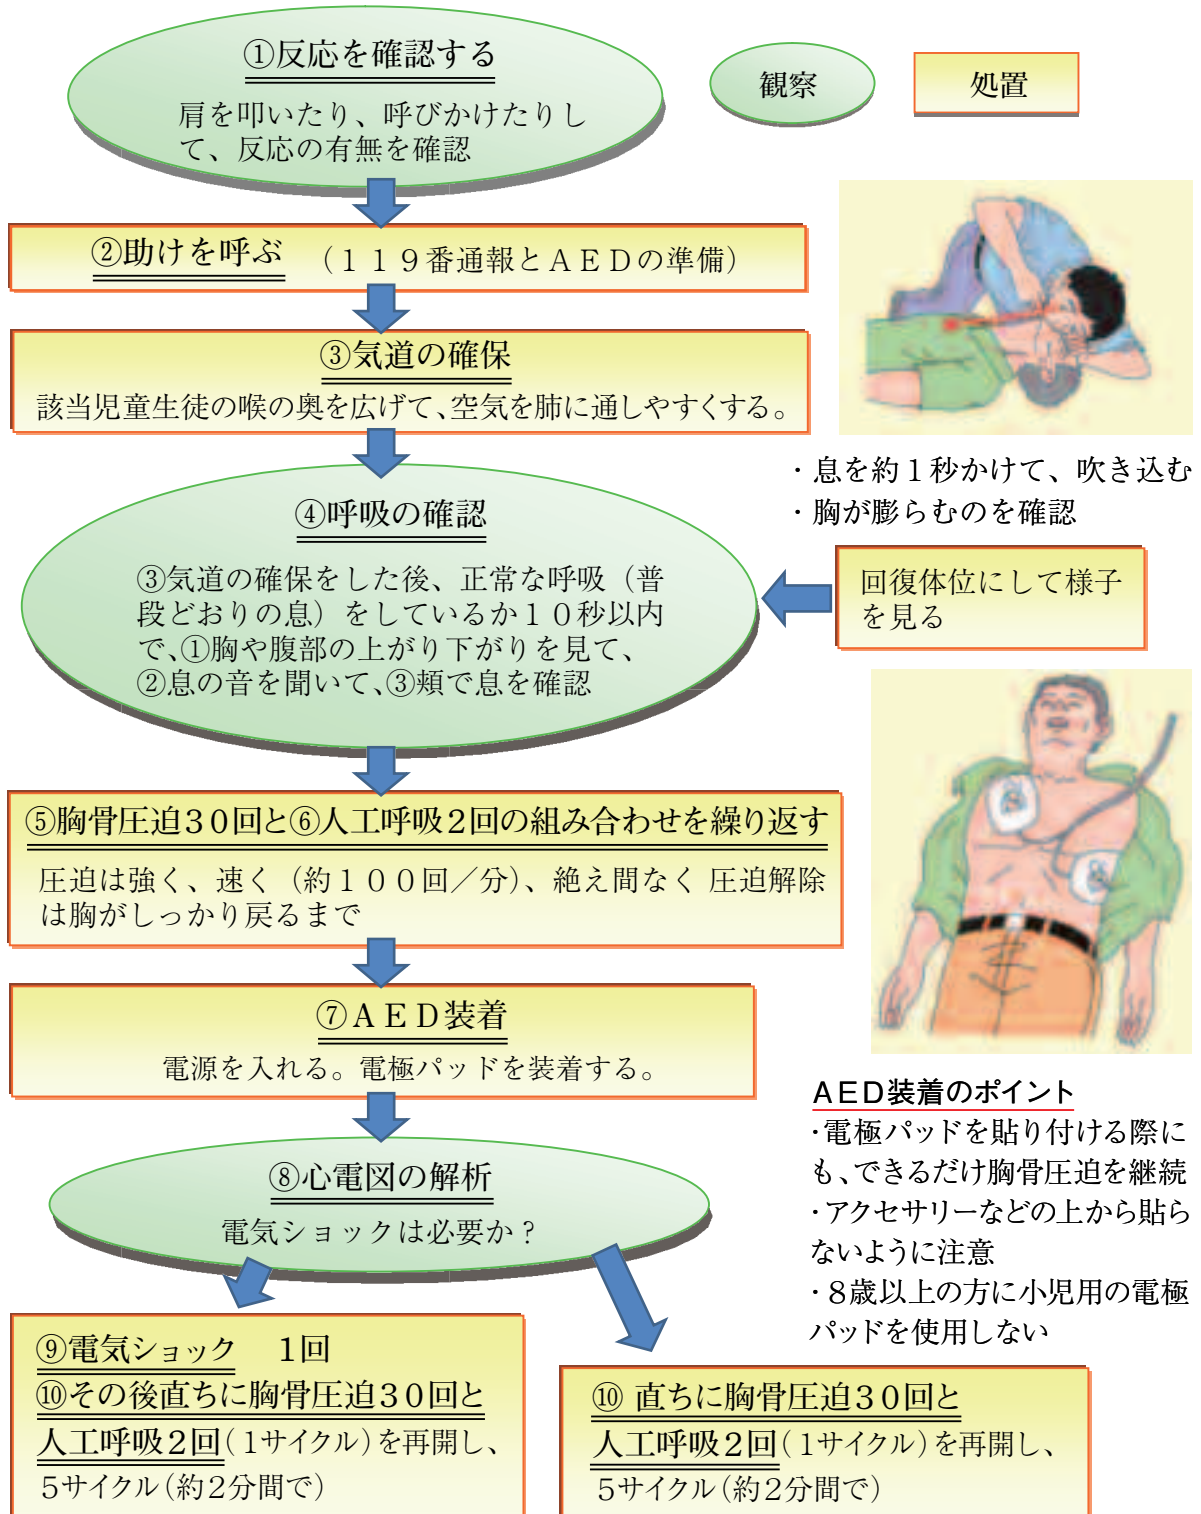 ①反応を確認する
肩を叩いたり、呼びかけたりし
て、反応の有無を確認
観察
処置
②助けを呼ぶ （１１９番通報とＡＥＤの準備）
③気道の確保
該当児童生徒の喉の奥を広げて、空気を肺に通しやすくする。
・息を約１秒かけて、吹き込む
・胸が膨らむのを確認
④呼吸の確認
③気道の確保をした後、正常な呼吸（普
段どおりの息）をしているか１０秒以内
で、①胸や腹部の上がり下がりを見て、
②息の音を聞いて、③頬で息を確認
回復体位にして様子
を見る
⑤胸骨圧迫３０回と⑥人工呼吸２回の組み合わせを繰り返す
圧迫は強く、速く（約１００回／分）、絶え間なく 圧迫解除
は胸がしっかり戻るまで
⑦ＡＥＤ装着
電源を入れる。電極パッドを装着する。
ＡＥＤ装着のポイント
・電極パッドを貼り付ける際に
も、できるだけ胸骨圧迫を継続
・アクセサリーなどの上から貼ら
ないように注意
・８歳以上の方に小児用の電極
パッドを使用しない
⑧心電図の解析
電気ショックは必要か？
⑨電気ショック １回
⑩その後直ちに胸骨圧迫３０回と
人工呼吸２回（１サイクル）を再開し、
５サイクル（約２分間で）
⑩ 直ちに胸骨圧迫３０回と
人工呼吸２回（１サイクル）を再開し、
５サイクル（約２分間で）